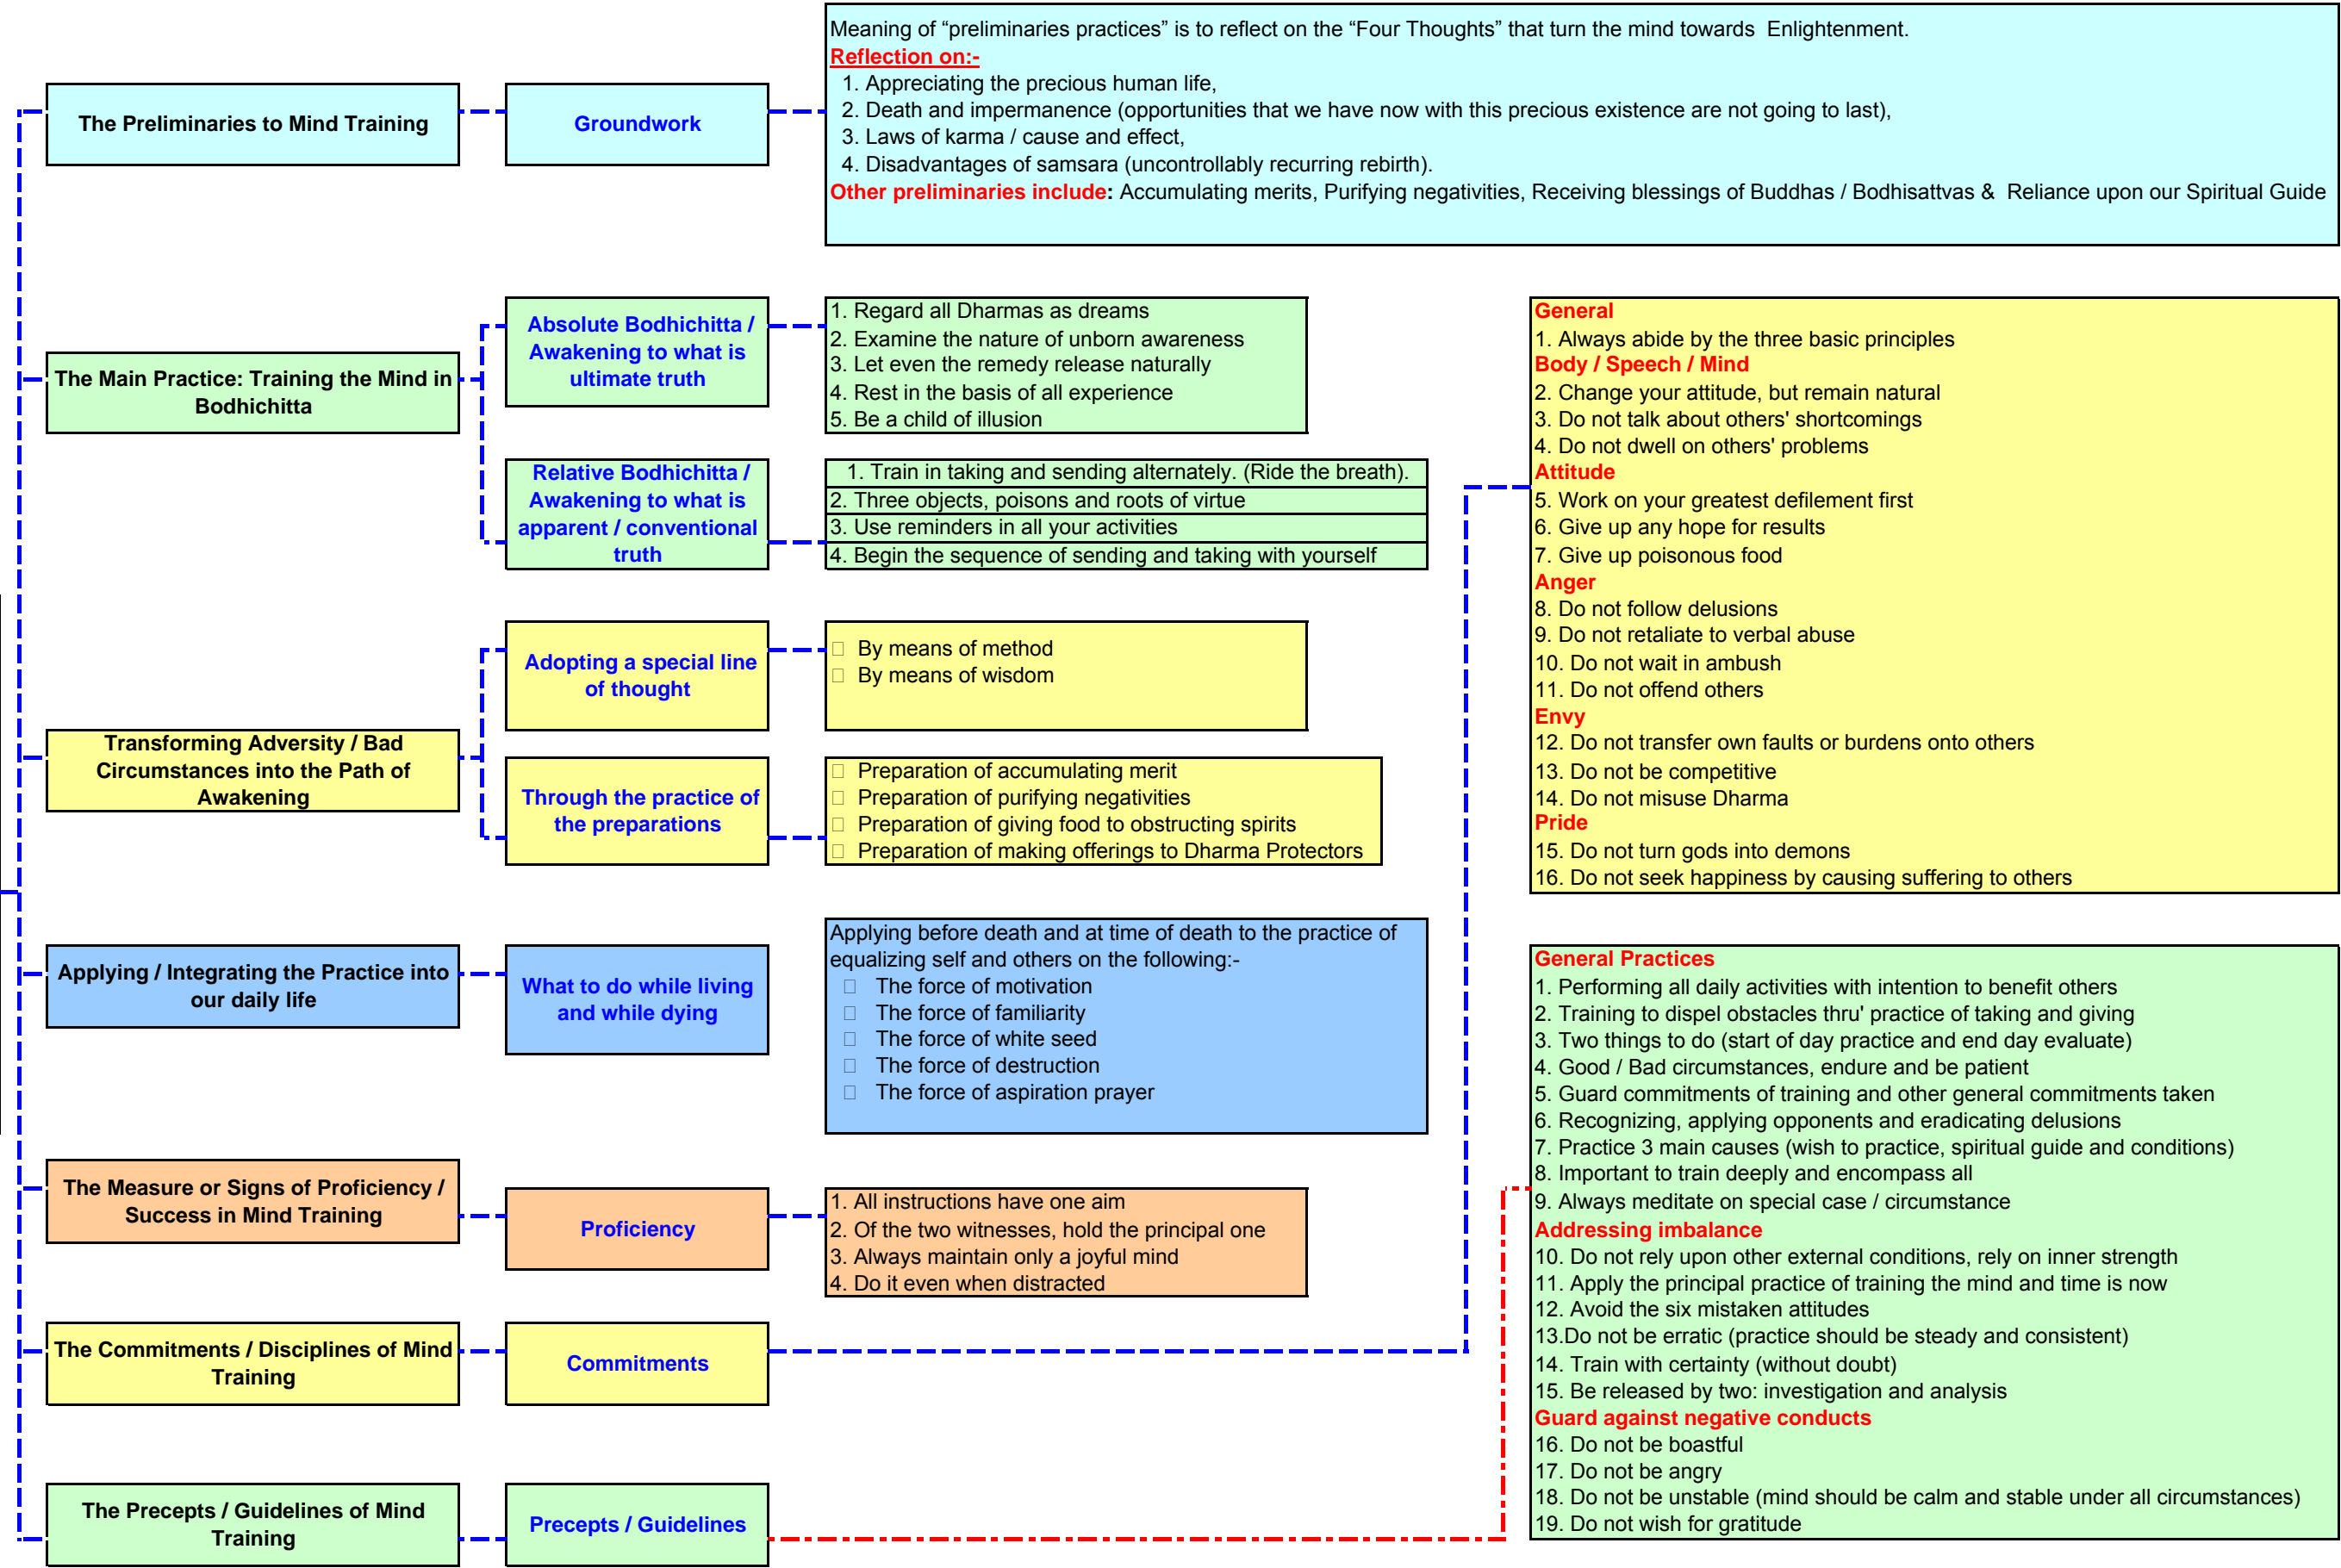 Meaning of “preliminaries practices” is to reflect on the “Four Thoughts” that turn the mind towards  Enlightenment.
Reflection on:-
1. Appreciating the precious human life,
2. Death and impermanence (opportunities that we have now with this precious existence are not going to last),
3. Laws of karma / cause and effect,
4. Disadvantages of samsara (uncontrollably recurring rebirth).
Other preliminaries include: Accumulating merits, Purifying negativities, Receiving blessings of Buddhas / Bodhisattvas &  Reliance upon our Spiritual Guide
The Preliminaries to Mind Training
Groundwork
The Main Practice: Training the Mind in
Bodhichitta
Absolute Bodhichitta /
Awakening to what is
ultimate truth
1. Regard all Dharmas as dreams
2. Examine the nature of unborn awareness
3. Let even the remedy release naturally
4. Rest in the basis of all experience
5. Be a child of illusion
Relative Bodhichitta /
Awakening to what is
apparent / conventional
truth
1. Train in taking and sending alternately. (Ride the breath).
2. Three objects, poisons and roots of virtue
3. Use reminders in all your activities
4. Begin the sequence of sending and taking with yourself
Transforming Adversity / Bad
Circumstances into the Path of
Awakening
Adopting a special line
of thought
By means of method
By means of wisdom
Through the practice of
the preparations
Preparation of accumulating merit
Preparation of purifying negativities
Preparation of giving food to obstructing spirits
Preparation of making offerings to Dharma Protectors
Applying / Integrating the Practice into
our daily life
What to do while living
and while dying
Applying before death and at time of death to the practice of
equalizing self and others on the following:-
The force of motivation
The force of familiarity
The force of white seed
The force of destruction
The force of aspiration prayer
The Measure or Signs of Proficiency /
Success in Mind Training
Proficiency
1. All instructions have one aim
2. Of the two witnesses, hold the principal one
3. Always maintain only a joyful mind
4. Do it even when distracted
The Commitments / Disciplines of Mind
Training
Commitments
The Precepts / Guidelines of Mind
Training
Precepts / Guidelines
General
1. Always abide by the three basic principles
Body / Speech / Mind
2. Change your attitude, but remain natural
3. Do not talk about others' shortcomings
4. Do not dwell on others' problems
Attitude
5. Work on your greatest defilement first
6. Give up any hope for results
7. Give up poisonous food
Anger
8. Do not follow delusions
9. Do not retaliate to verbal abuse
10. Do not wait in ambush
11. Do not offend others
Envy
12. Do not transfer own faults or burdens onto others
13. Do not be competitive
14. Do not misuse Dharma
Pride
15. Do not turn gods into demons
16. Do not seek happiness by causing suffering to others
General Practices
1. Performing all daily activities with intention to benefit others
2. Training to dispel obstacles thru' practice of taking and giving
3. Two things to do (start of day practice and end day evaluate)
4. Good / Bad circumstances, endure and be patient
5. Guard commitments of training and other general commitments taken
6. Recognizing, applying opponents and eradicating delusions
7. Practice 3 main causes (wish to practice, spiritual guide and conditions)
8. Important to train deeply and encompass all
9. Always meditate on special case / circumstance
Addressing imbalance
10. Do not rely upon other external conditions, rely on inner strength
11. Apply the principal practice of training the mind and time is now
12. Avoid the six mistaken attitudes
13.Do not be erratic (practice should be steady and consistent)
14. Train with certainty (without doubt)
15. Be released by two: investigation and analysis
Guard against negative conducts
16. Do not be boastful
17. Do not be angry
18. Do not be unstable (mind should be calm and stable under all circumstances)
19. Do not wish for gratitude